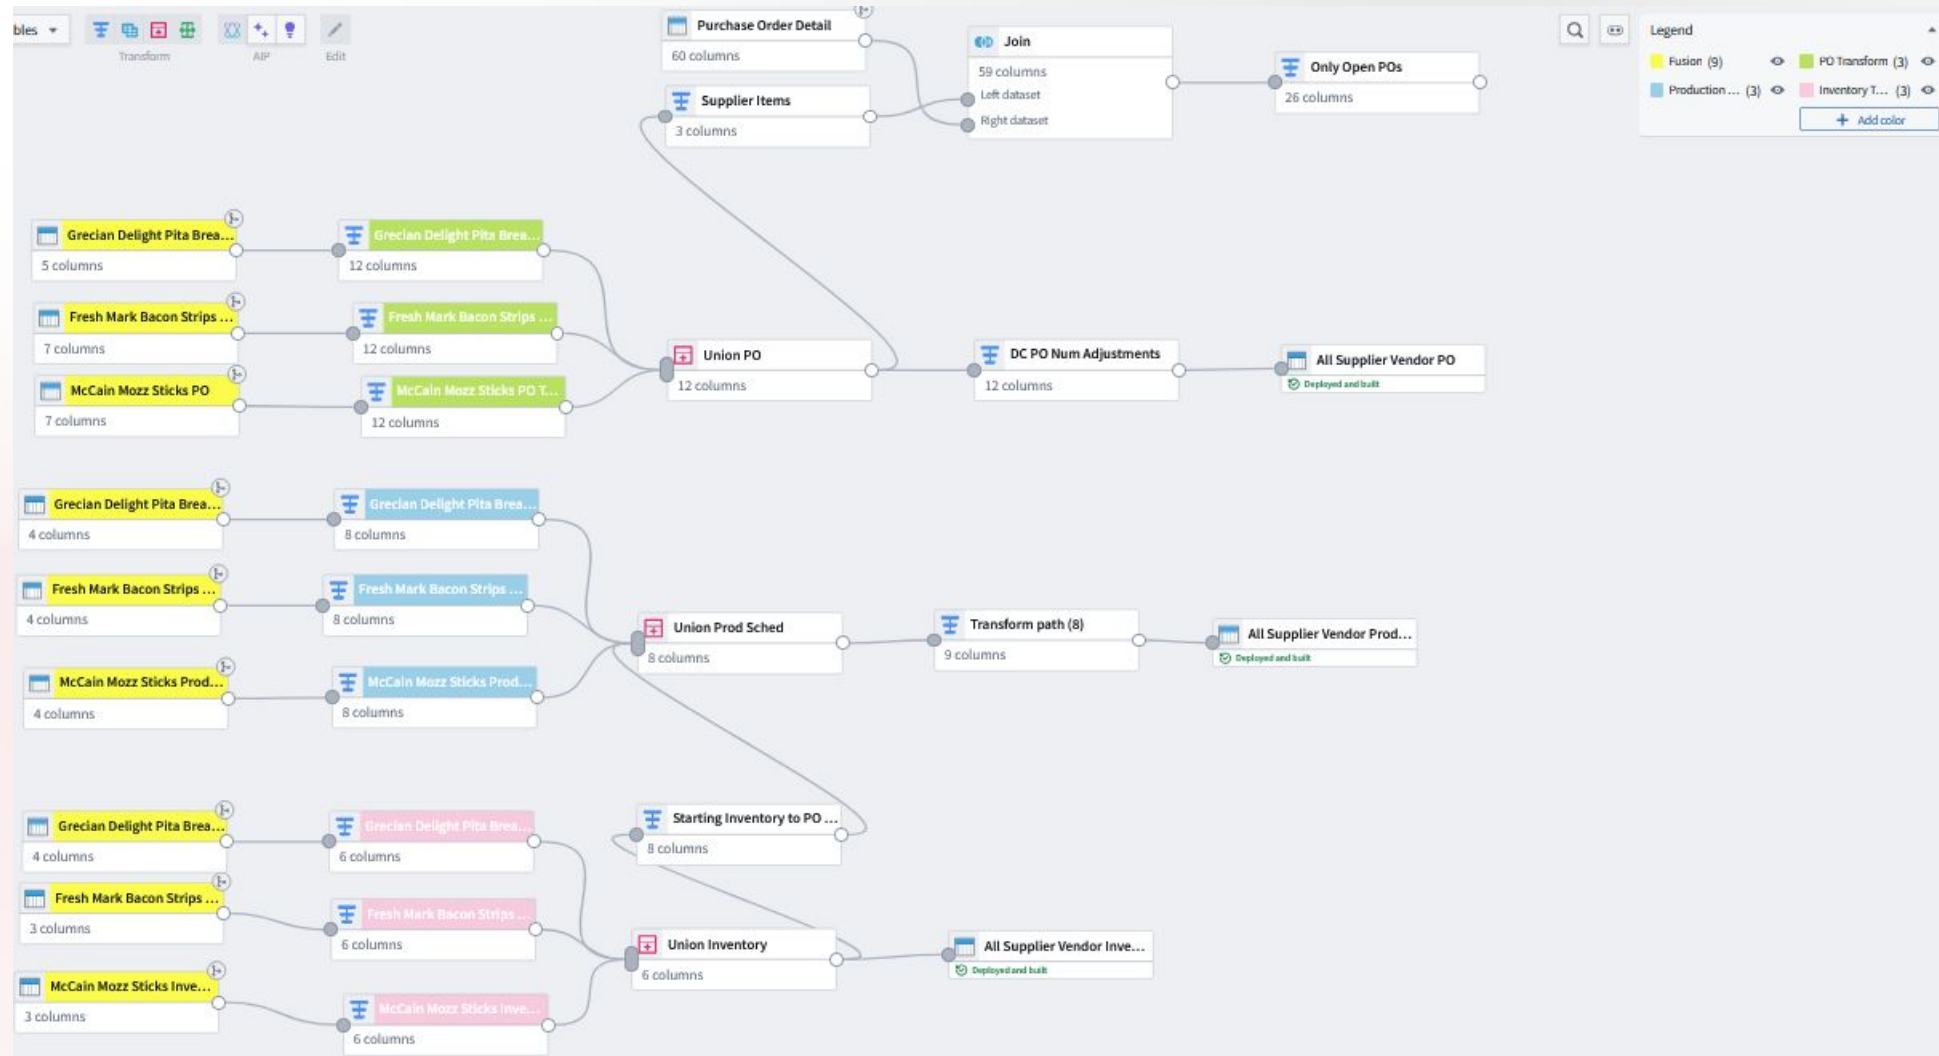 bles
Transform
AIP
Edit
Legend
Fusion (9)
PO Transform (3)
Production ... (3)
Inventory T... (3)
+ Add color
Purchase Order Detail
60 columns
Supplier Items
3 columns
Join
59 columns
Left dataset
Right dataset
Only Open POs
26 columns
Grecian Delight Pita Brea...
5 columns
Grecian Delight Pita Brea...
12 columns
Fresh Mark Bacon Strips ...
7 columns
Fresh Mark Bacon Strips ...
12 columns
McCain Mozz Sticks PO
7 columns
McCain Mozz Sticks PO T...
12 columns
Union PO
12 columns
DC PO Num Adjustments
12 columns
All Supplier Vendor PO
Deployed and built
Grecian Delight Pita Brea...
4 columns
Grecian Delight Pita Brea...
8 columns
Fresh Mark Bacon Strips ...
4 columns
Fresh Mark Bacon Strips ...
8 columns
McCain Mozz Sticks Prod...
4 columns
McCain Mozz Sticks Prod...
8 columns
Union Prod Sched
8 columns
Transform path (8)
9 columns
All Supplier Vendor Prod...
Deployed and built
Grecian Delight Pita Brea...
4 columns
Grecian Delight Pita Brea...
6 columns
Fresh Mark Bacon Strips ...
3 columns
Fresh Mark Bacon Strips ...
6 columns
McCain Mozz Sticks Inve...
3 columns
McCain Mozz Sticks Inve...
6 columns
Starting Inventory to PO ...
8 columns
Union Inventory
6 columns
All Supplier Vendor Inve...
Deployed and built